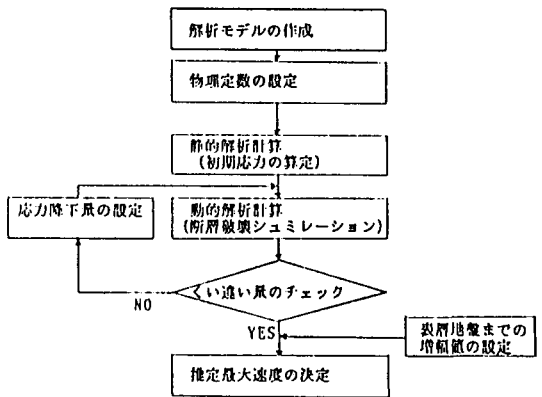 解析モデルの作成
物理定数の設定
静的解析計算
(初期応力の算定)
応力降下量の設定
動的解析計算
(断層破壊シュミレーション)
くい違い量のチェック
NO
YES
表層地盤までの
増幅値の設定
推定最大速度の決定